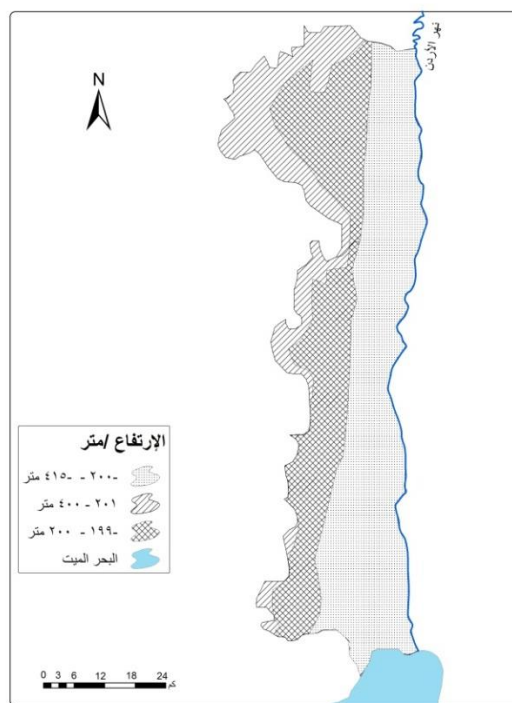 نهر الأردن
N
الإرتفاع /متر
-٢٠٠ - -٤١٥ متر
٢٠١ - ٤٠٠ متر
-١٩٩ - ٢٠٠ متر
البحر الميت
0 3 6 12 18 24
كم